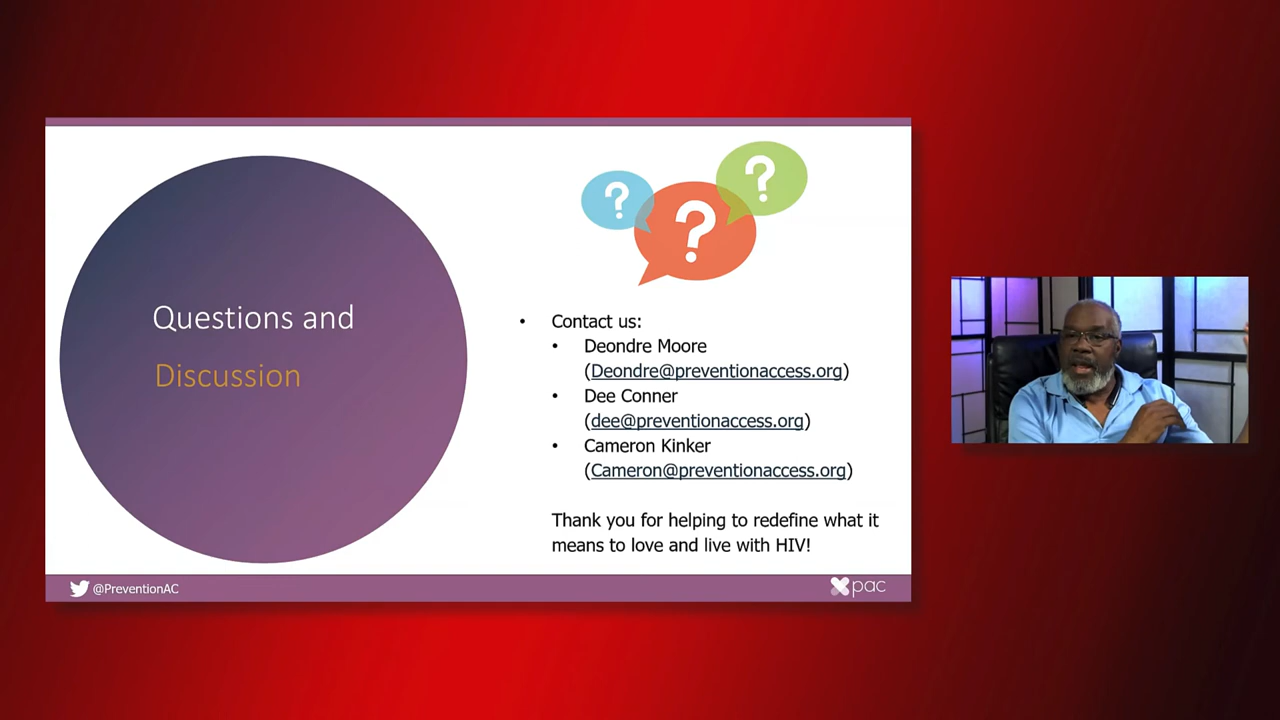 Questions and
Discussion
? ? ?
• Contact us:
• Deondre Moore
(Deondre@preventionaccess.org)
• Dee Conner
(dee@preventionaccess.org)
• Cameron Kinker
(Cameron@preventionaccess.org)
Thank you for helping to redefine what it
means to love and live with HIV!
@PreventionAC
pac